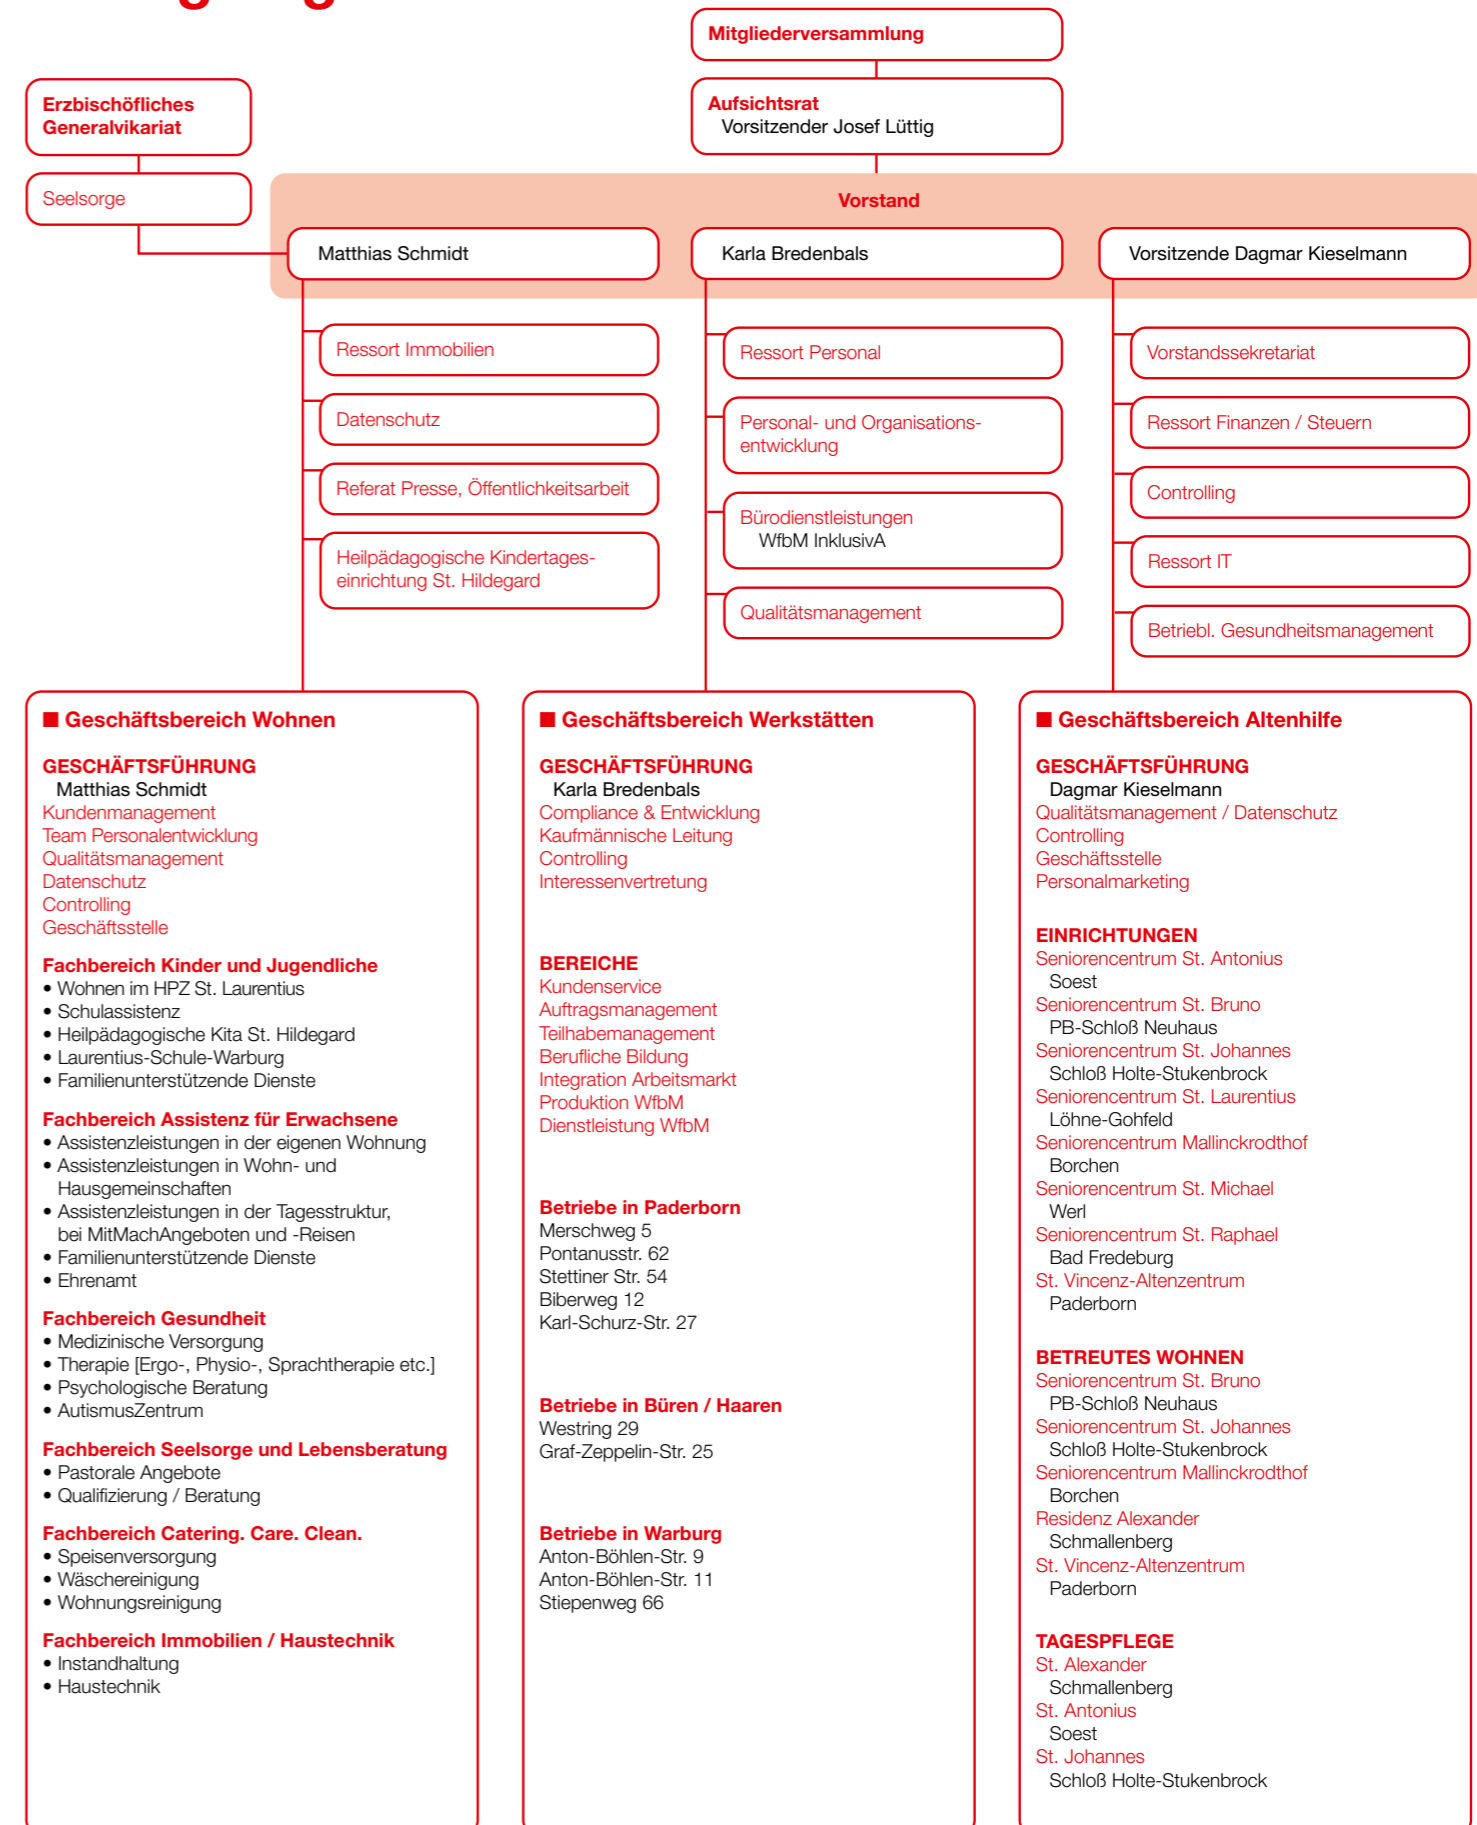 Mitgliederversammlung
Aufsichtsrat
Vorsitzender Josef Lüttig
Erzbischöfliches
Generalvikariat
Seelsorge
Vorstand
Matthias Schmidt
Karla Bredenbals
Vorsitzende Dagmar Kieselmann
Ressort Immobilien
Datenschutz
Referat Presse, Öffentlichkeitsarbeit
Heilpädagogische Kindertages-
einrichtung St. Hildegard
Ressort Personal
Personal- und Organisations-
entwicklung
Bürodienstleistungen
WfbM InklusivA
Qualitätsmanagement
Vorstandssekretariat
Ressort Finanzen / Steuern
Controlling
Ressort IT
Betriebl. Gesundheitsmanagement
■ Geschäftsbereich Wohnen
GESCHÄFTSFÜHRUNG
Matthias Schmidt
Kundenmanagement
Team Personalentwicklung
Qualitätsmanagement
Datenschutz
Controlling
Geschäftsstelle
Fachbereich Kinder und Jugendliche
• Wohnen im HPZ St. Laurentius
• Schulassistenz
• Heilpädagogische Kita St. Hildegard
• Laurentius-Schule-Warburg
• Familienunterstützende Dienste
Fachbereich Assistenz für Erwachsene
• Assistenzleistungen in der eigenen Wohnung
• Assistenzleistungen in Wohn- und
Hausgemeinschaften
• Assistenzleistungen in der Tagesstruktur,
bei MitMachAngeboten und -Reisen
• Familienunterstützende Dienste
• Ehrenamt
Fachbereich Gesundheit
• Medizinische Versorgung
• Therapie [Ergo-, Physio-, Sprachtherapie etc.]
• Psychologische Beratung
• AutismusZentrum
Fachbereich Seelsorge und Lebensberatung
• Pastorale Angebote
• Qualifizierung / Beratung
Fachbereich Catering. Care. Clean.
• Speisenversorgung
• Wäschereinigung
• Wohnungsreinigung
Fachbereich Immobilien / Haustechnik
• Instandhaltung
• Haustechnik
■ Geschäftsbereich Werkstätten
GESCHÄFTSFÜHRUNG
Karla Bredenbals
Compliance & Entwicklung
Kaufmännische Leitung
Controlling
Interessenvertretung
BEREICHE
Kundenservice
Auftragsmanagement
Teilhabemanagement
Berufliche Bildung
Integration Arbeitsmarkt
Produktion WfbM
Dienstleistung WfbM
Betriebe in Paderborn
Merschweg 5
Pontanusstr. 62
Stettiner Str. 54
Biberweg 12
Karl-Schurz-Str. 27
Betriebe in Büren / Haaren
Westring 29
Graf-Zeppelin-Str. 25
Betriebe in Warburg
Anton-Böhlen-Str. 9
Anton-Böhlen-Str. 11
Stiepenweg 66
■ Geschäftsbereich Altenhilfe
GESCHÄFTSFÜHRUNG
Dagmar Kieselmann
Qualitätsmanagement / Datenschutz
Controlling
Geschäftsstelle
Personalmarketing
EINRICHTUNGEN
Seniorencentrum St. Antonius
Soest
Seniorencentrum St. Bruno
PB-Schloß Neuhaus
Seniorencentrum St. Johannes
Schloß Holte-Stukenbrock
Seniorencentrum St. Laurentius
Löhne-Gohfeld
Seniorencentrum Mallinckrodthof
Borchen
Seniorencentrum St. Michael
Werl
Seniorencentrum St. Raphael
Bad Fredeburg
St. Vincenz-Altenzentrum
Paderborn
BETREUTES WOHNEN
Seniorencentrum St. Bruno
PB-Schloß Neuhaus
Seniorencentrum St. Johannes
Schloß Holte-Stukenbrock
Seniorencentrum Mallinckrodthof
Borchen
Residenz Alexander
Schmallenberg
St. Vincenz-Altenzentrum
Paderborn
TAGESPFLEGE
St. Alexander
Schmallenberg
St. Antonius
Soest
St. Johannes
Schloß Holte-Stukenbrock